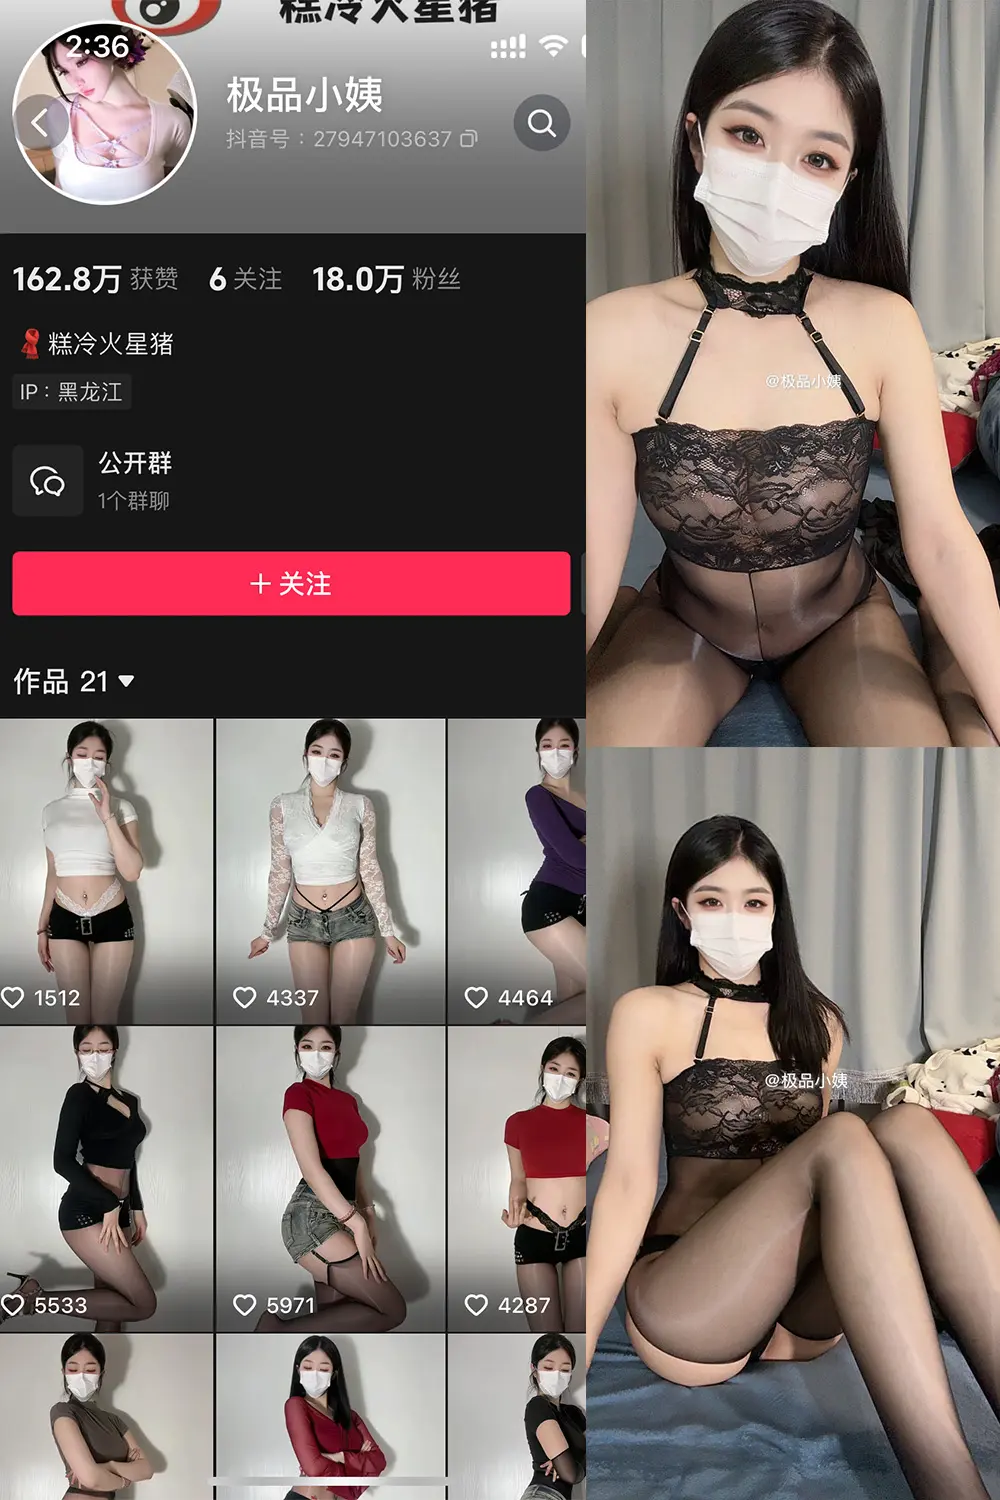 糕冷火星猪
2:36
极品小姨
抖音号：27947103637
162.8万 获赞 6 关注 18.0万 粉丝
糕冷火星猪
IP：黑龙江
公开群
1个群聊
＋关注
作品 21
1512
4337
4464
5533
5971
4287
@极品小姨
@极品小姨